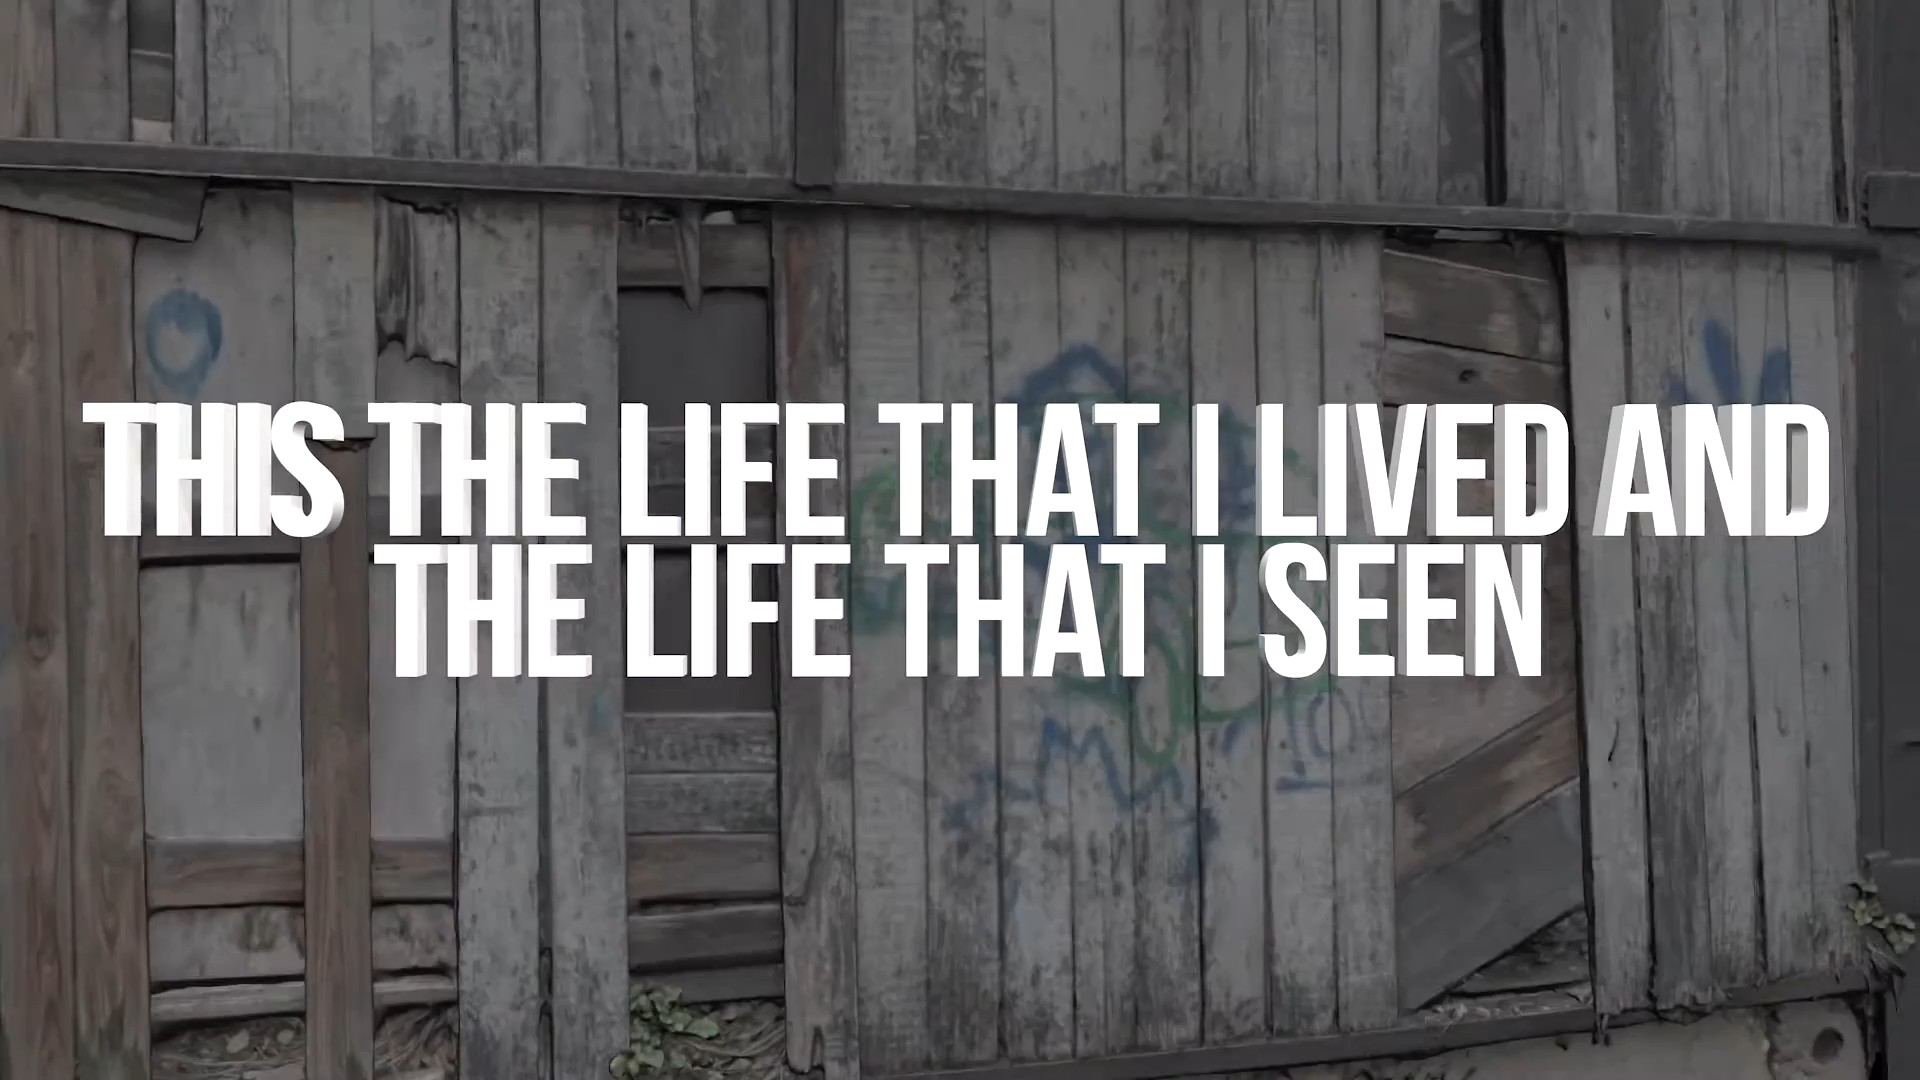 THIS THE LIFE THAT I LIVED AND
THE LIFE THAT I SEEN